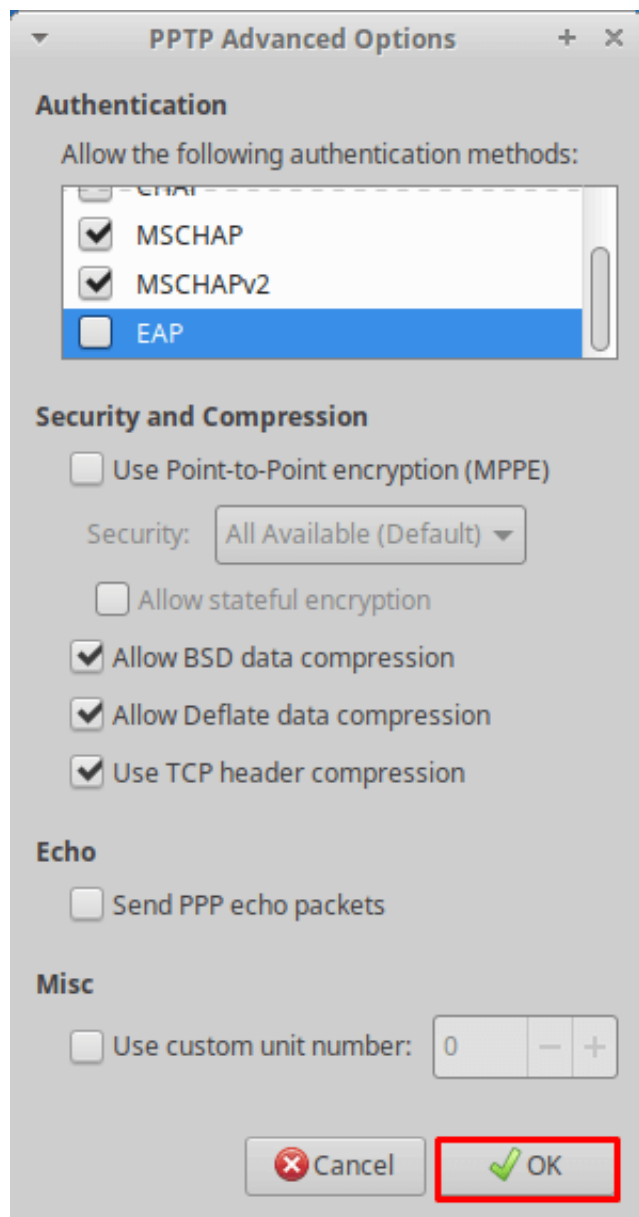 PPTP Advanced Options
Authentication
Allow the following authentication methods:
CHAP
MSCHAP
MSCHAPv2
EAP
Security and Compression
Use Point-to-Point encryption (MPPE)
Security: All Available (Default)
Allow stateful encryption
Allow BSD data compression
Allow Deflate data compression
Use TCP header compression
Echo
Send PPP echo packets
Misc
Use custom unit number: 0
Cancel OK